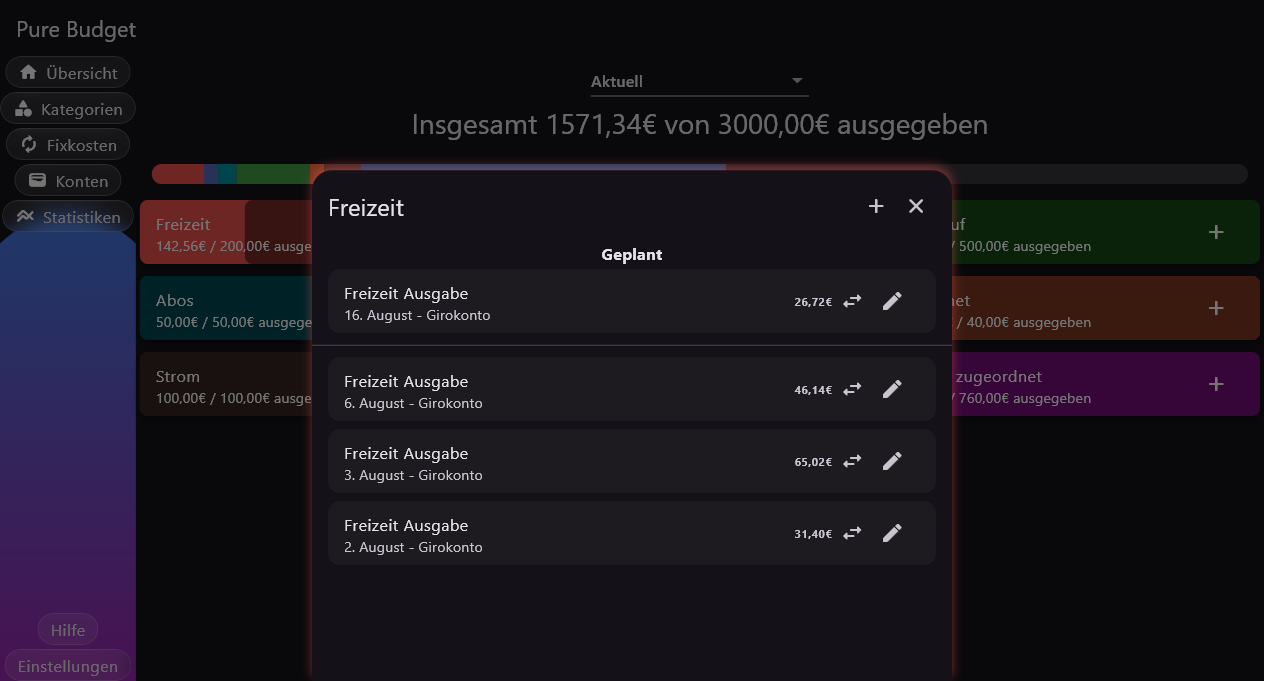 Pure Budget
Übersicht
Kategorien
Fixkosten
Konten
Statistiken
Hilfe
Einstellungen
Aktuell
Insgesamt 1571,34€ von 3000,00€ ausgegeben
Freizeit
142,56€ / 200,00€ ausge
Abos
50,00€ / 50,00€ ausgege
Strom
100,00€ / 100,00€ ausge
uf
/ 500,00€ ausgegeben
net
/ 40,00€ ausgegeben
zugeordnet
/ 760,00€ ausgegeben
Freizeit
Geplant
Freizeit Ausgabe
26,72€
16. August - Girokonto
Freizeit Ausgabe
46,14€
6. August - Girokonto
Freizeit Ausgabe
65,02€
3. August - Girokonto
Freizeit Ausgabe
31,40€
2. August - Girokonto